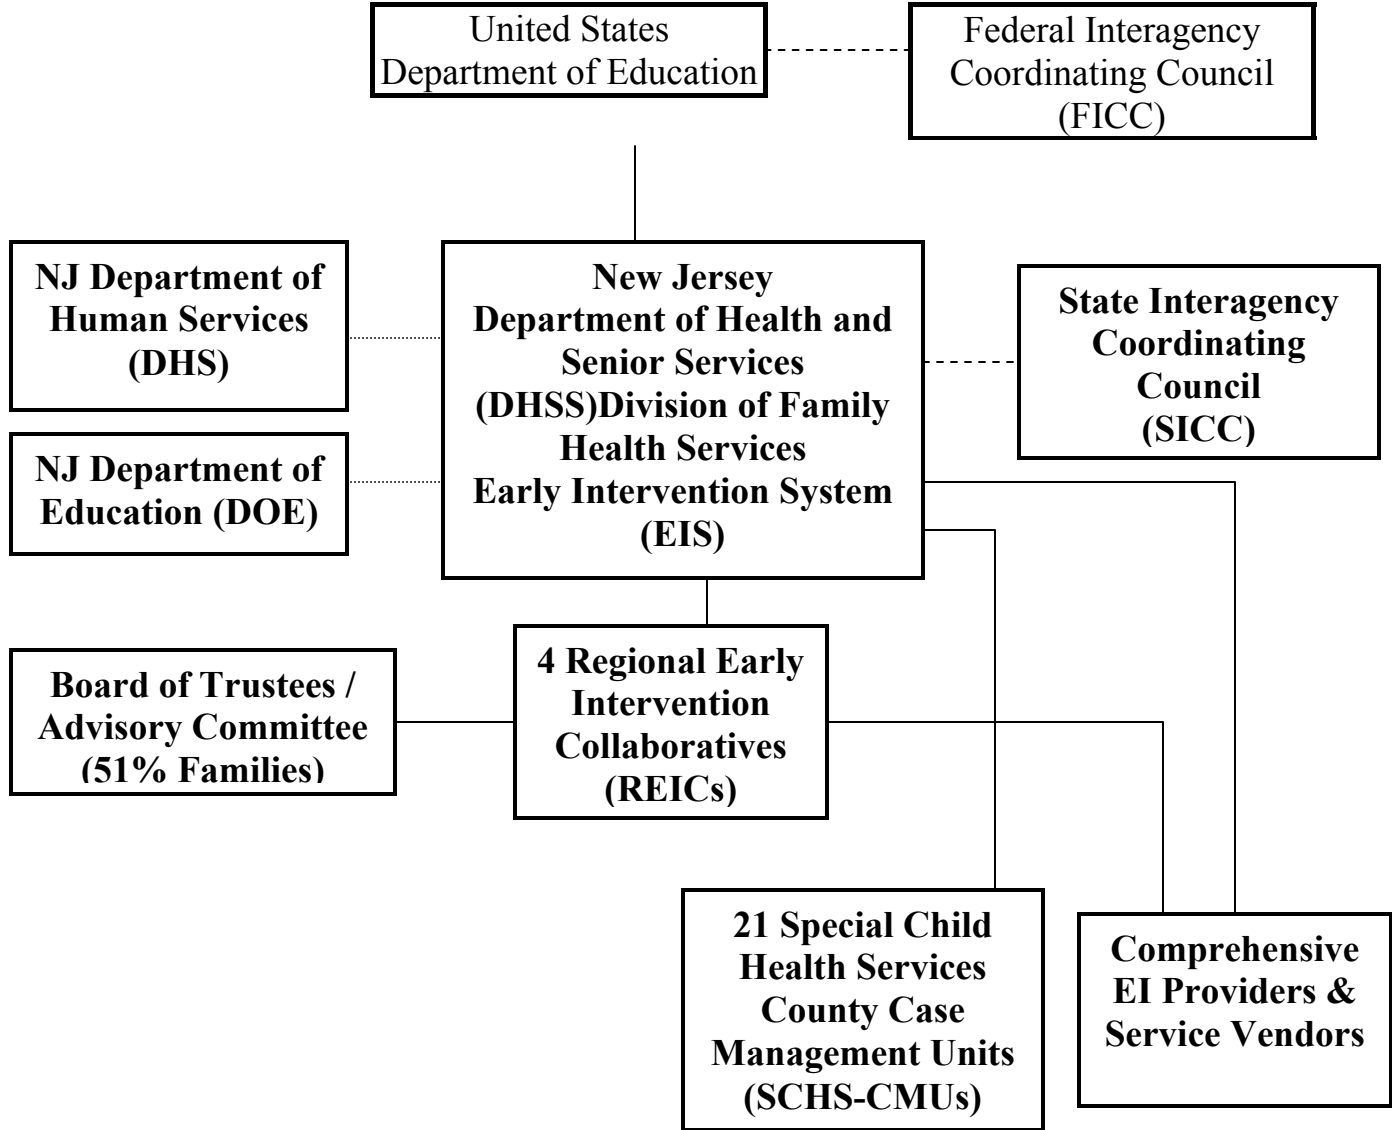 United States
Department of Education
Federal Interagency
Coordinating Council
(FICC)
NJ Department of
Human Services
(DHS)
New Jersey
Department of Health and
Senior Services
(DHSS)Division of Family
Health Services
Early Intervention System
(EIS)
State Interagency
Coordinating
Council
(SICC)
NJ Department of
Education (DOE)
Board of Trustees /
Advisory Committee
(51% Families)
4 Regional Early
Intervention
Collaboratives
(REICs)
21 Special Child
Health Services
County Case
Management Units
(SCHS-CMUs)
Comprehensive
EI Providers &
Service Vendors